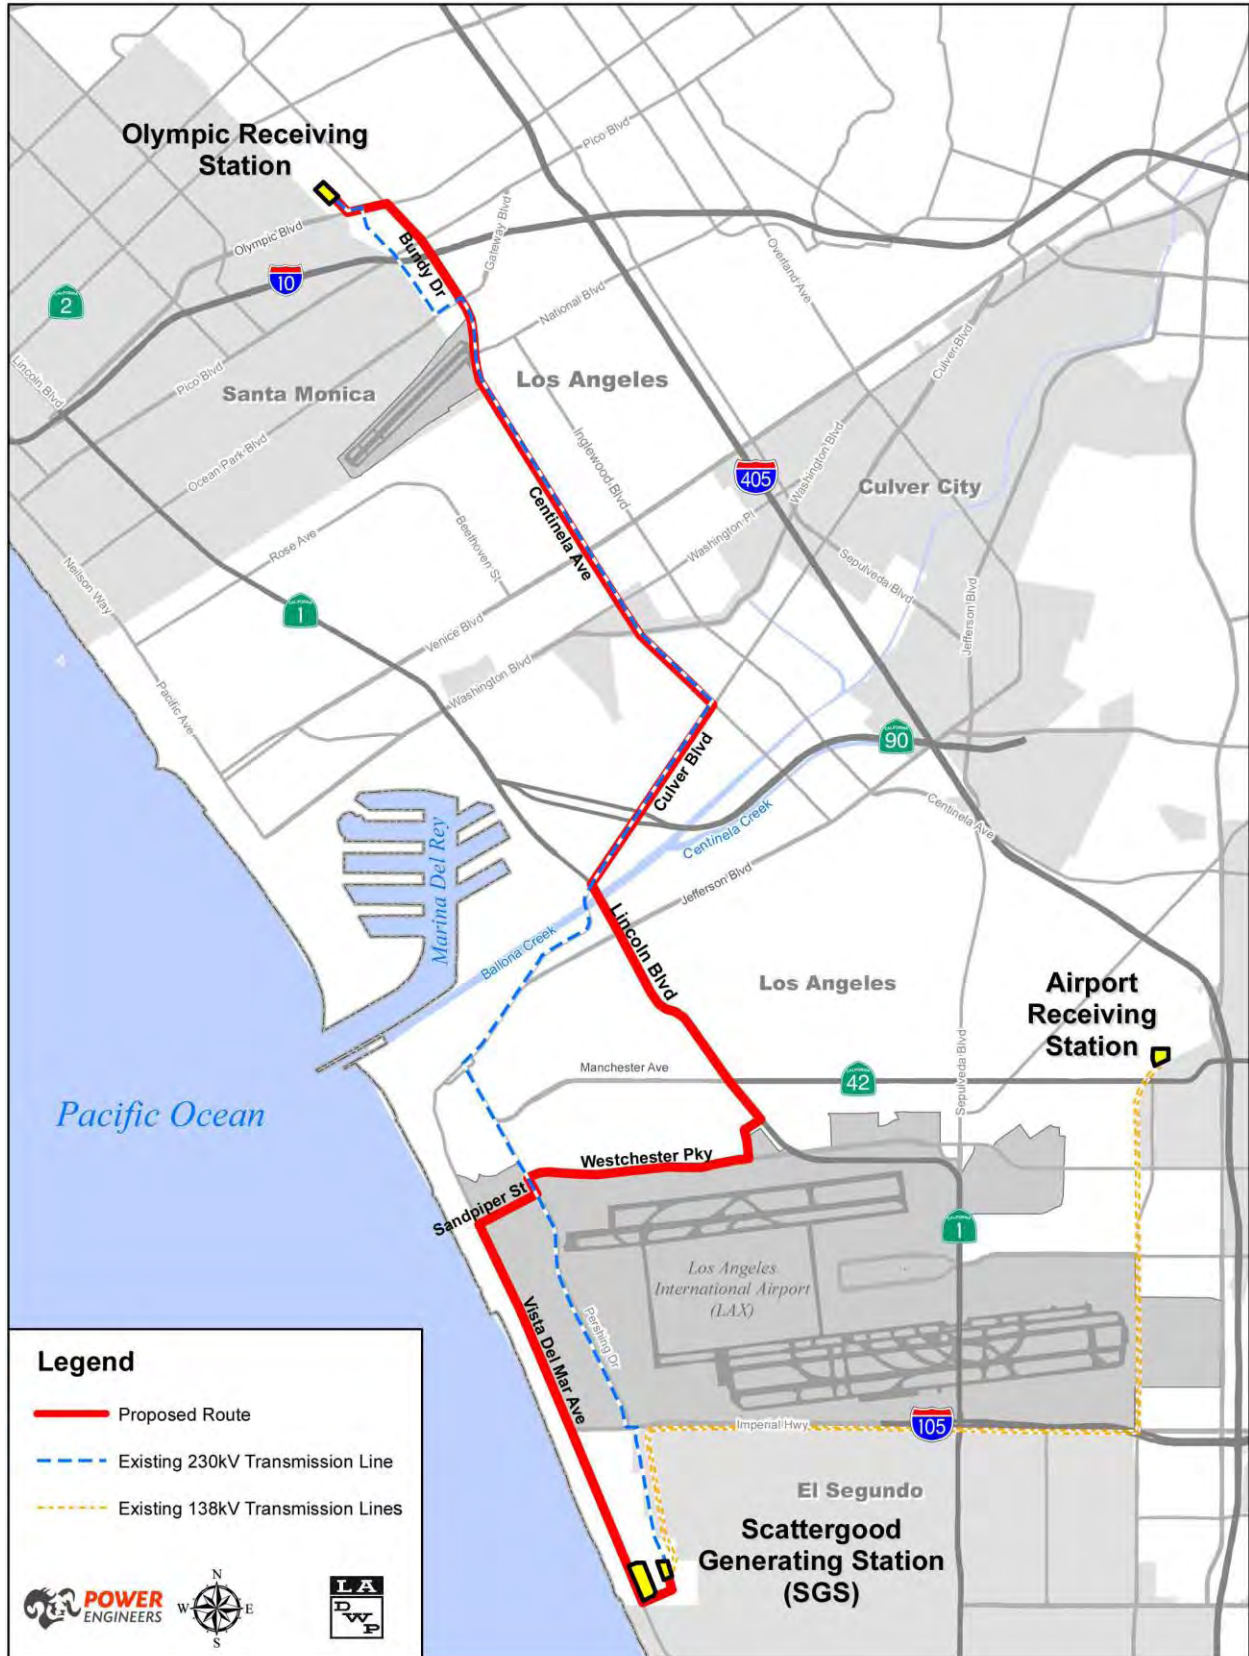 Olympic Receiving
Station
Pico Blvd
Olympic Blvd
Bundy Dr
Gateway Blvd
Overland Ave
10
CALIFORNIA
2
National Blvd
Lincoln Blvd
Pico Blvd
Culver Blvd
Santa Monica
Los Angeles
Ocean Park Blvd
Inglewood Blvd
Washington Blvd
405
Culver City
Centinela Ave
Beethoven St
Rose Ave
Washington Pl
Sepulveda Blvd
Neilson Way
CALIFORNIA
1
Venice Blvd
Jefferson Blvd
Washington Blvd
Pacific Ave
CALIFORNIA
90
Culver Blvd
Centinela Ave
Centinela Creek
Marina Del Rey
Jefferson Blvd
Lincoln Blvd
Ballona Creek
Los Angeles
Airport
Receiving
Station
Sepulveda Blvd
Manchester Ave
CALIFORNIA
42
Pacific Ocean
Westchester Pky
Sandpiper St
CALIFORNIA
1
Los Angeles
International Airport
(LAX)
Vista Del Mar Ave
Pershing Dr
Imperial Hwy
105
El Segundo
Scattergood
Generating Station
(SGS)
Legend
Proposed Route
Existing 230kV Transmission Line
Existing 138kV Transmission Lines
POWER
ENGINEERS
N
W
E
S
LA
DWP